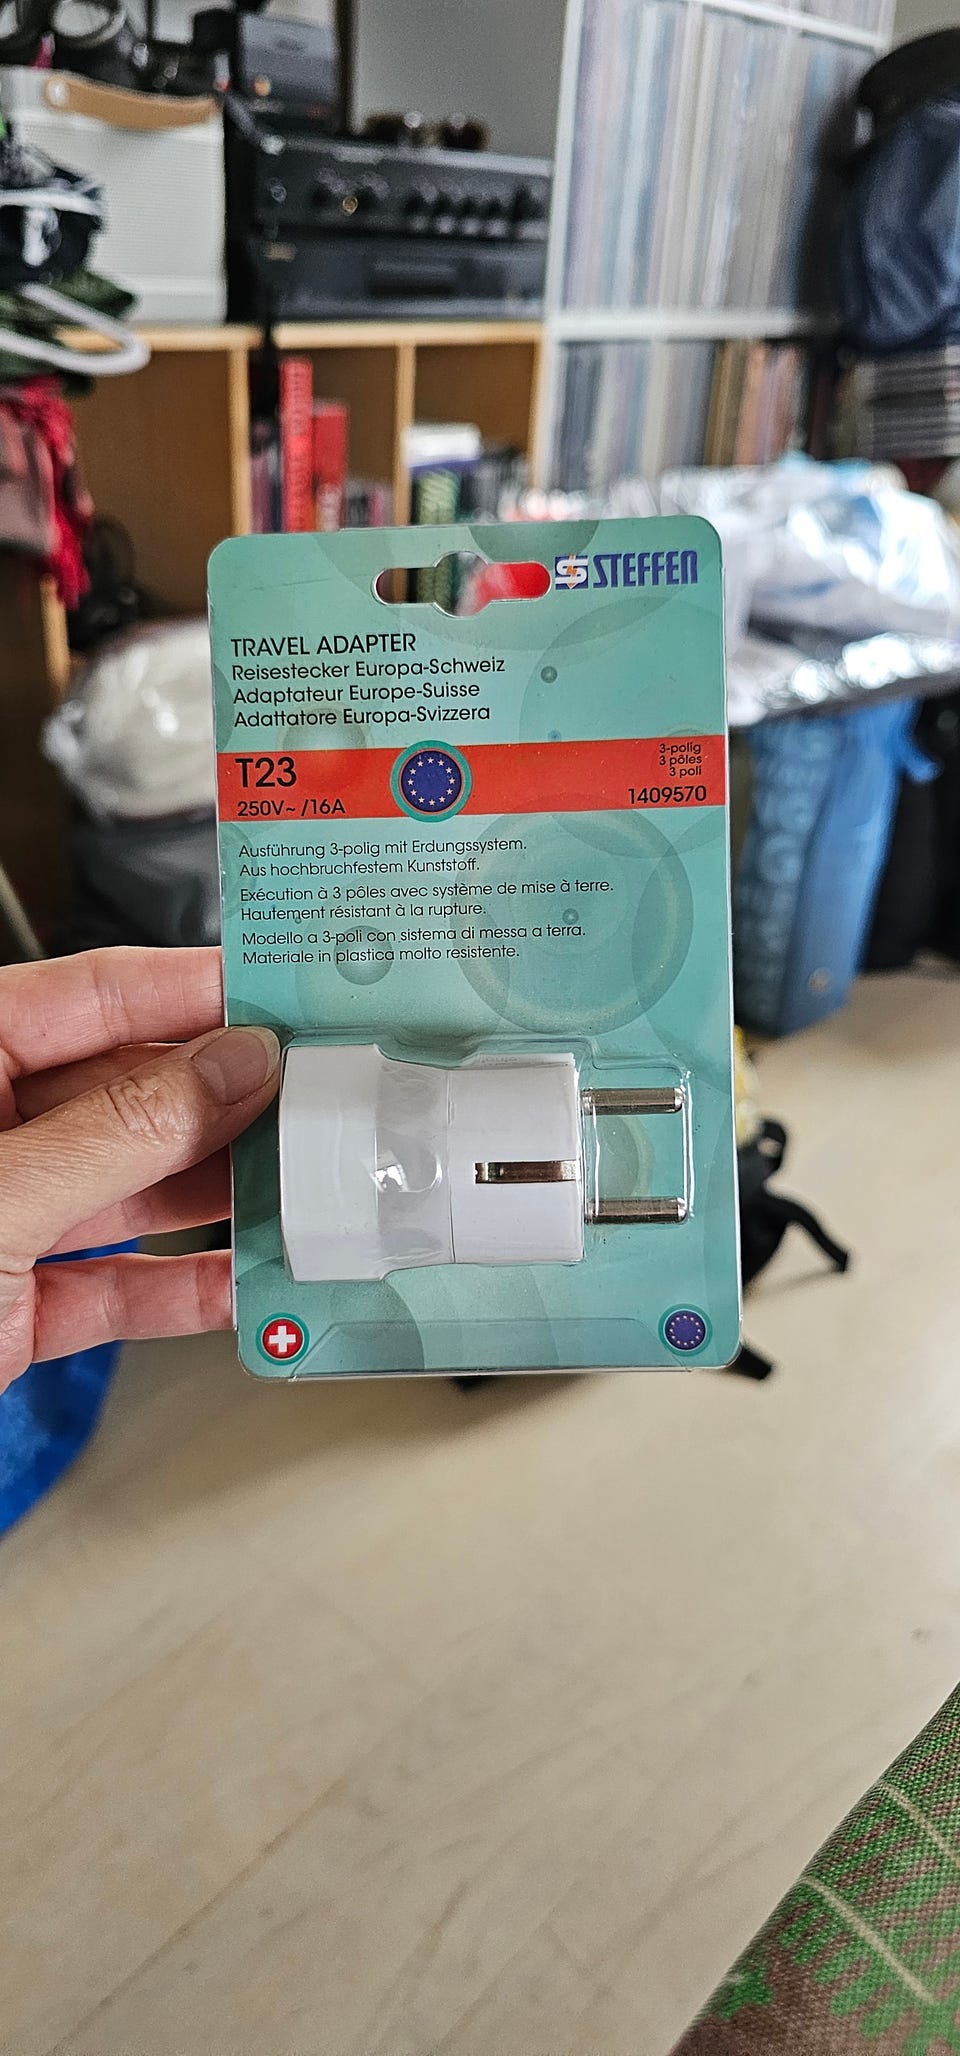 STEFFEN
TRAVEL ADAPTER
Reisestecker Europa-Schweiz
Adaptateur Europe-Suisse
Adattatore Europa-Svizzera
T23
250V~ /16A
3-polig
3 pôles
3 poli
1409570
Ausführung 3-polig mit Erdungssystem.
Aus hochbruchfestem Kunststoff.
Exécution à 3 pôles avec système de mise à terre.
Hautement résistant à la rupture.
Modello a 3-poli con sistema di messa a terra.
Materiale in plastica molto resistente.